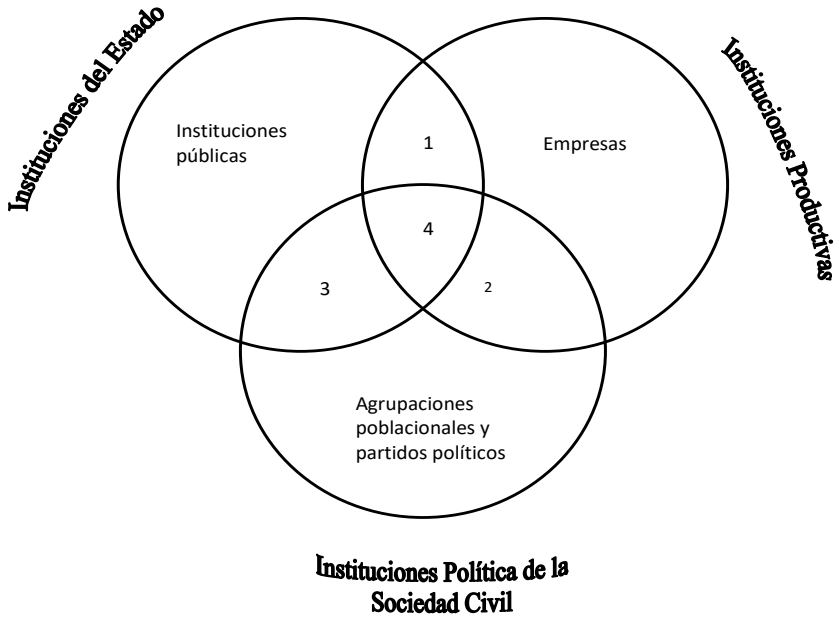 Instituciones del Estado
Instituciones Productivas
Instituciones
públicas
1
Empresas
4
3
2
Agrupaciones
poblacionales y
partidos políticos
Instituciones Política de la
Sociedad Civil